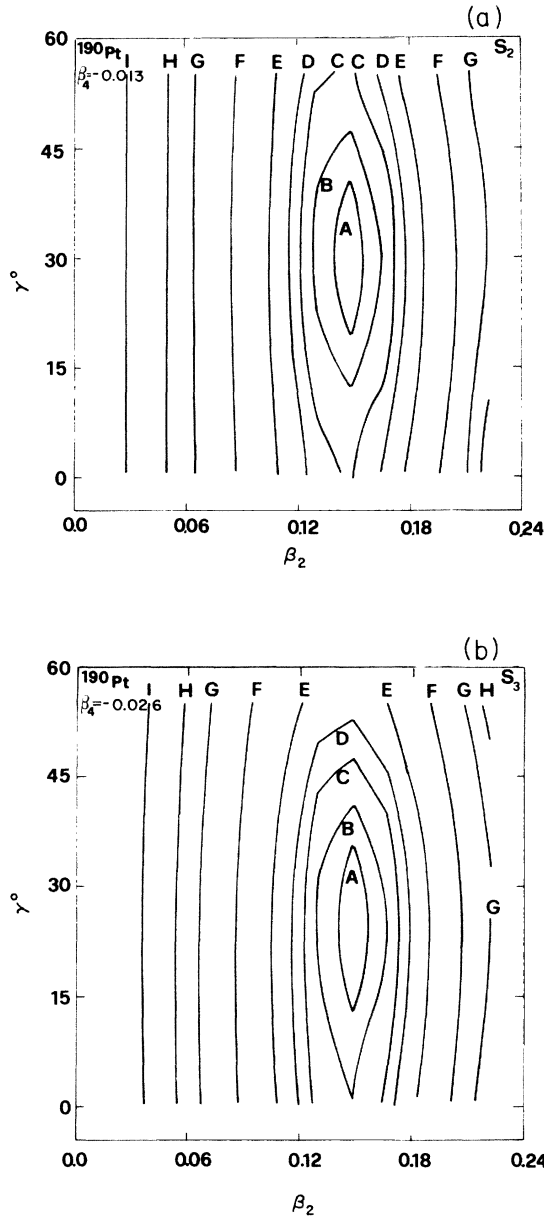 (a)
60
190Pt
β4=-0.013
I H G F E D C C D E F G S2
45
B
A
30
γ°
15
0
0.0 0.06 0.12 0.18 0.24
β2
(b)
60
190Pt
β4=-0.026
I H G F E E F G H S3
D
45
C
B
A
30
G
γ°
15
0
0.0 0.06 0.12 0.18 0.24
β2